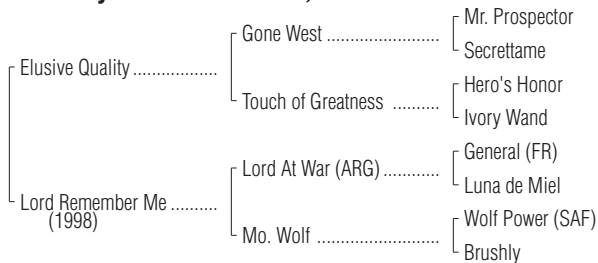 Mr. Prospector
Gone West ........................
Secrettame
Elusive Quality ..................
Hero's Honor
Touch of Greatness ..........
Ivory Wand
General (FR)
Lord At War (ARG) ............
Luna de Miel
Lord Remember Me ..........
(1998)
Wolf Power (SAF)
Mo. Wolf ..........................
Brushly